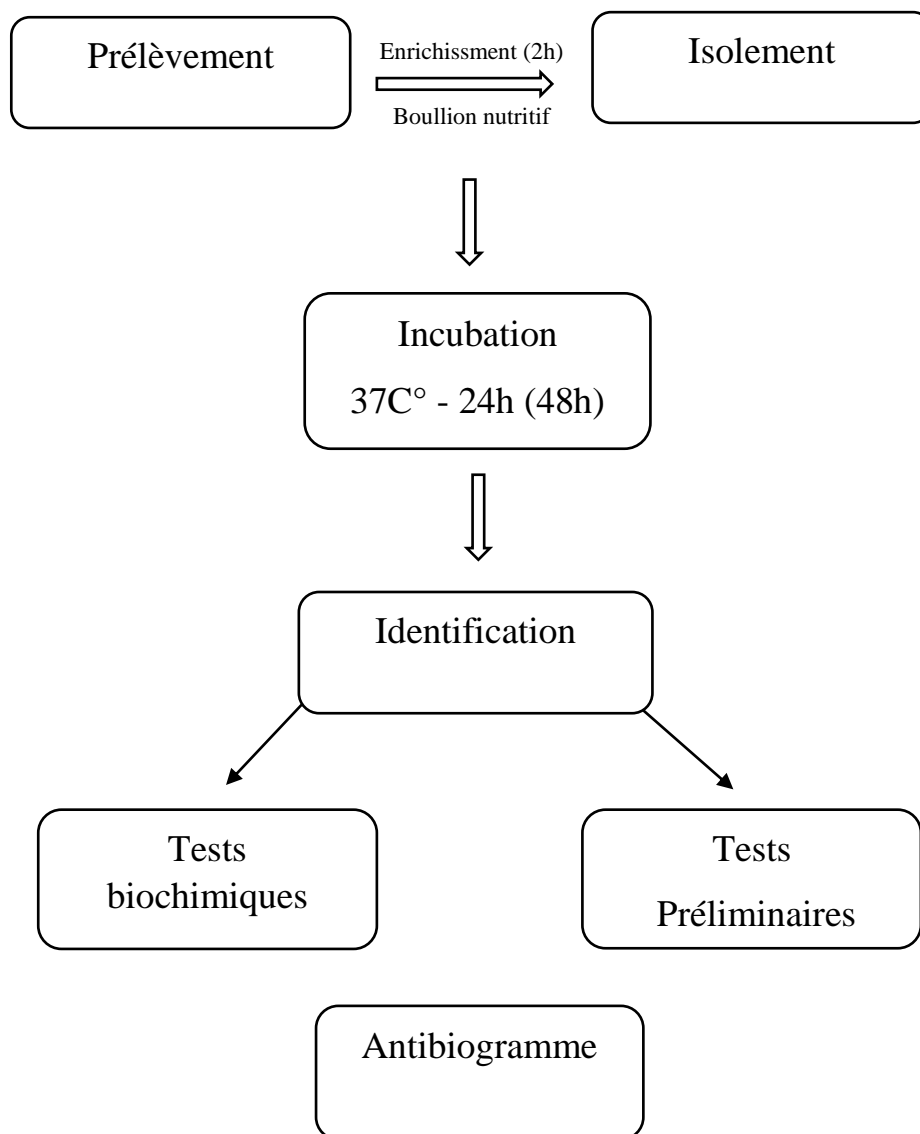 Prélèvement
Enrichissment (2h)
Boullion nutritif
Isolement
Incubation
37C° - 24h (48h)
Identification
Tests
biochimiques
Tests
Préliminaires
Antibiogramme